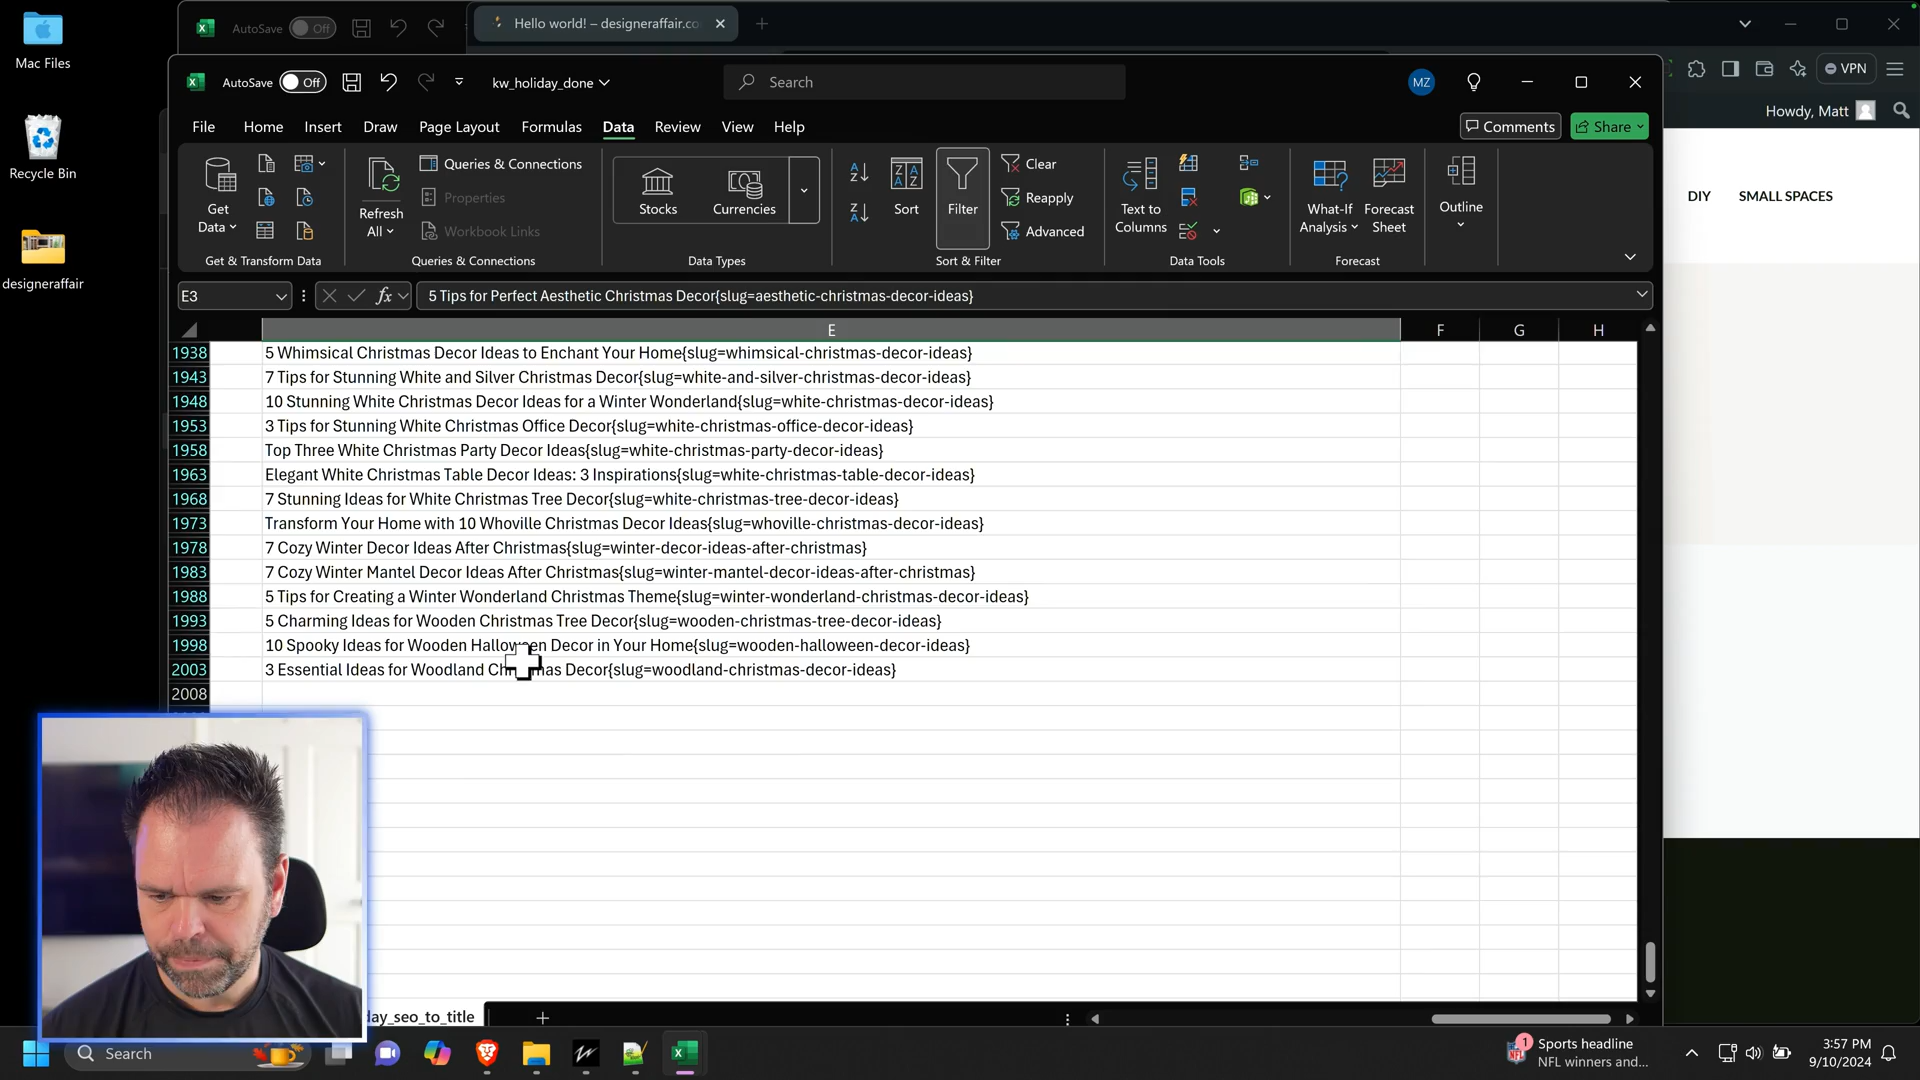 Mac Files
AutoSave Off
Hello world! – designeraffair.co
AutoSave Off
kw_holiday_done
Search
MZ
VPN
File Home Insert Draw Page Layout Formulas Data Review View Help
Comments
Share
Howdy, Matt
Recycle Bin
Get Data
Refresh All
Queries & Connections
Properties
Workbook Links
Stocks
Currencies
Sort
Filter
Clear
Reapply
Advanced
Text to Columns
What-If Analysis
Forecast Sheet
Outline
Get & Transform Data
Queries & Connections
Data Types
Sort & Filter
Data Tools
Forecast
DIY SMALL SPACES
designeraffair
E3
fx
5 Tips for Perfect Aesthetic Christmas Decor{slug=aesthetic-christmas-decor-ideas}
E F G H
1938 5 Whimsical Christmas Decor Ideas to Enchant Your Home{slug=whimsical-christmas-decor-ideas}
1943 7 Tips for Stunning White and Silver Christmas Decor{slug=white-and-silver-christmas-decor-ideas}
1948 10 Stunning White Christmas Decor Ideas for a Winter Wonderland{slug=white-christmas-decor-ideas}
1953 3 Tips for Stunning White Christmas Office Decor{slug=white-christmas-office-decor-ideas}
1958 Top Three White Christmas Party Decor Ideas{slug=white-christmas-party-decor-ideas}
1963 Elegant White Christmas Table Decor Ideas: 3 Inspirations{slug=white-christmas-table-decor-ideas}
1968 7 Stunning Ideas for White Christmas Tree Decor{slug=white-christmas-tree-decor-ideas}
1973 Transform Your Home with 10 Whoville Christmas Decor Ideas{slug=whoville-christmas-decor-ideas}
1978 7 Cozy Winter Decor Ideas After Christmas{slug=winter-decor-ideas-after-christmas}
1983 7 Cozy Winter Mantel Decor Ideas After Christmas{slug=winter-mantel-decor-ideas-after-christmas}
1988 5 Tips for Creating a Winter Wonderland Christmas Theme{slug=winter-wonderland-christmas-decor-ideas}
1993 5 Charming Ideas for Wooden Christmas Tree Decor{slug=wooden-christmas-tree-decor-ideas}
1998 10 Spooky Ideas for Wooden Halloween Decor in Your Home{slug=wooden-halloween-decor-ideas}
2003 3 Essential Ideas for Woodland Christmas Decor{slug=woodland-christmas-decor-ideas}
2008
day_seo_to_title
Search
1
Sports headline
NFL winners and...
3:57 PM
9/10/2024